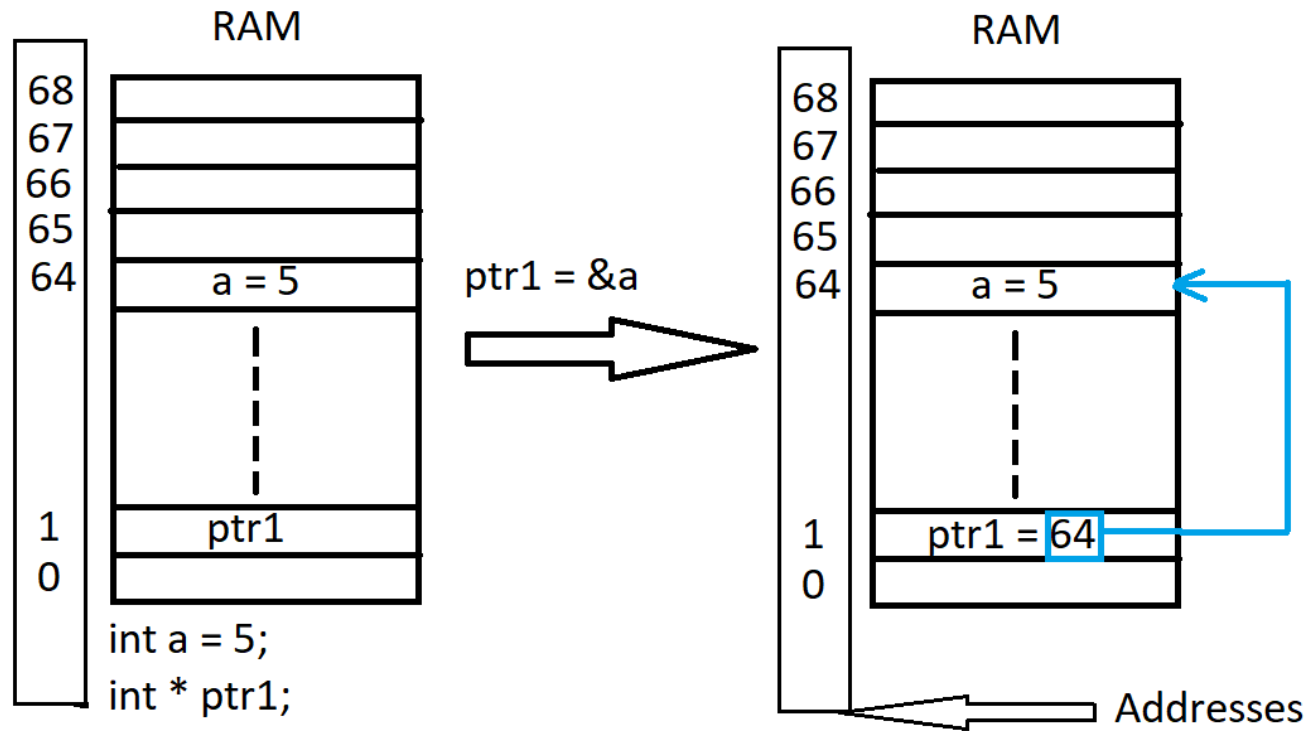 RAM
68
67
66
65
64
a = 5
1
ptr1
0
int a = 5;
int * ptr1;
ptr1 = &a
RAM
68
67
66
65
64
a = 5
1
ptr1 = 64
0
Addresses